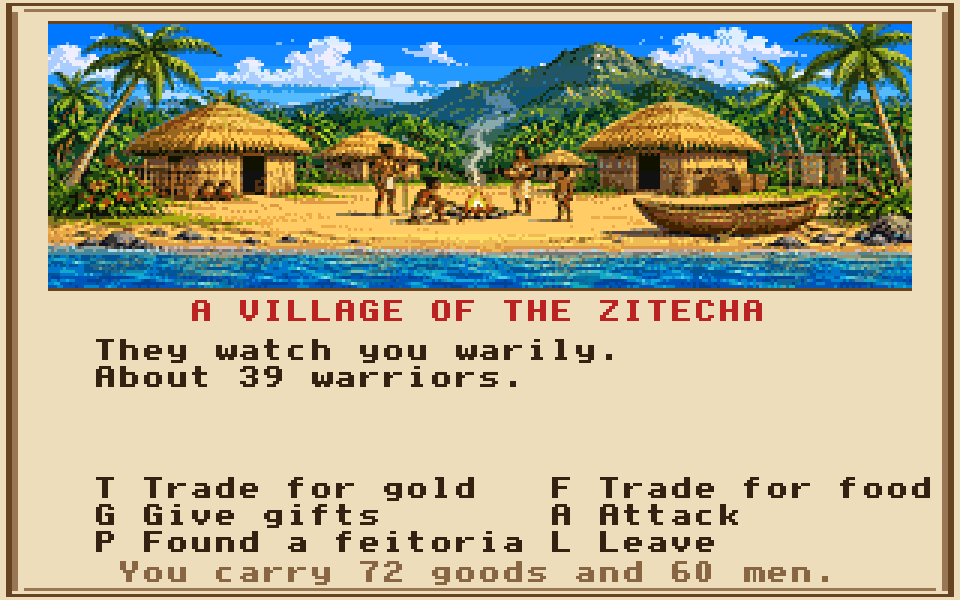 A VILLAGE OF THE ZITECHA
They watch you warily.
About 39 warriors.
T Trade for gold F Trade for food
G Give gifts A Attack
P Found a feitoria L Leave
You carry 72 goods and 60 men.